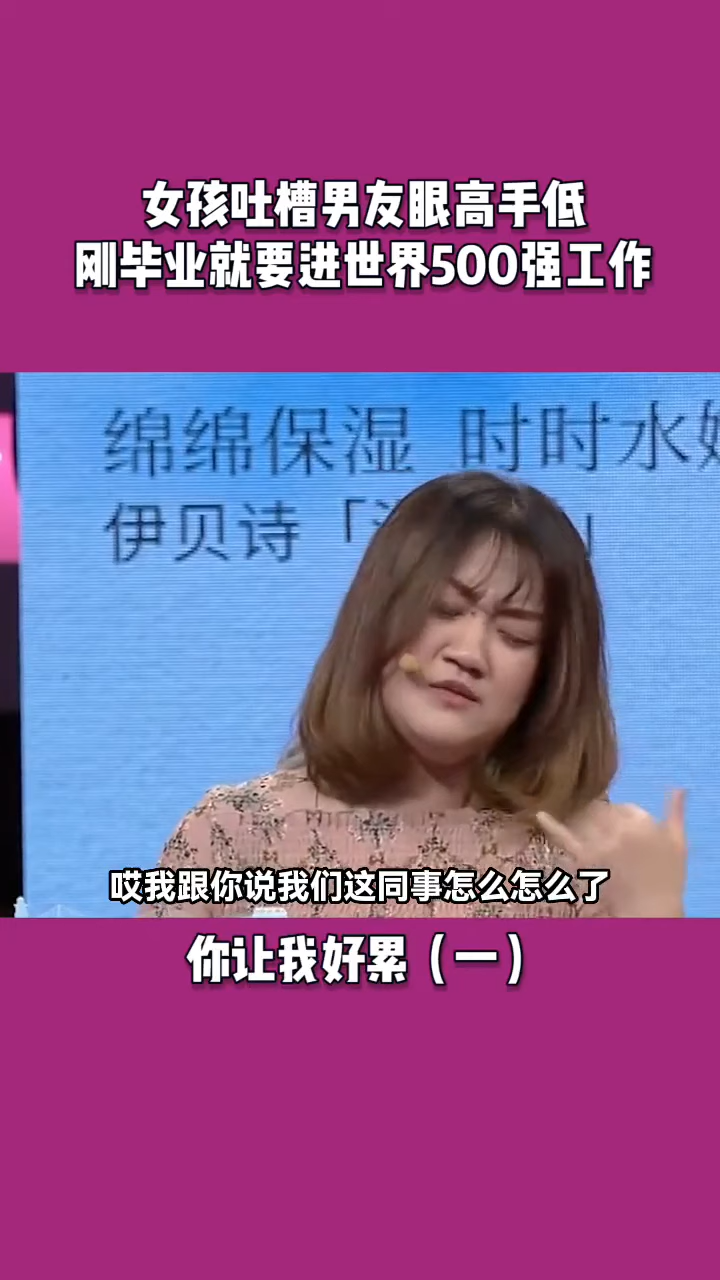 女孩吐槽男友眼高手低
刚毕业就要进世界500强工作
绵绵保湿 时时水
伊贝诗「
哎我跟你说我们这同事怎么怎么了
你让我好累（一）